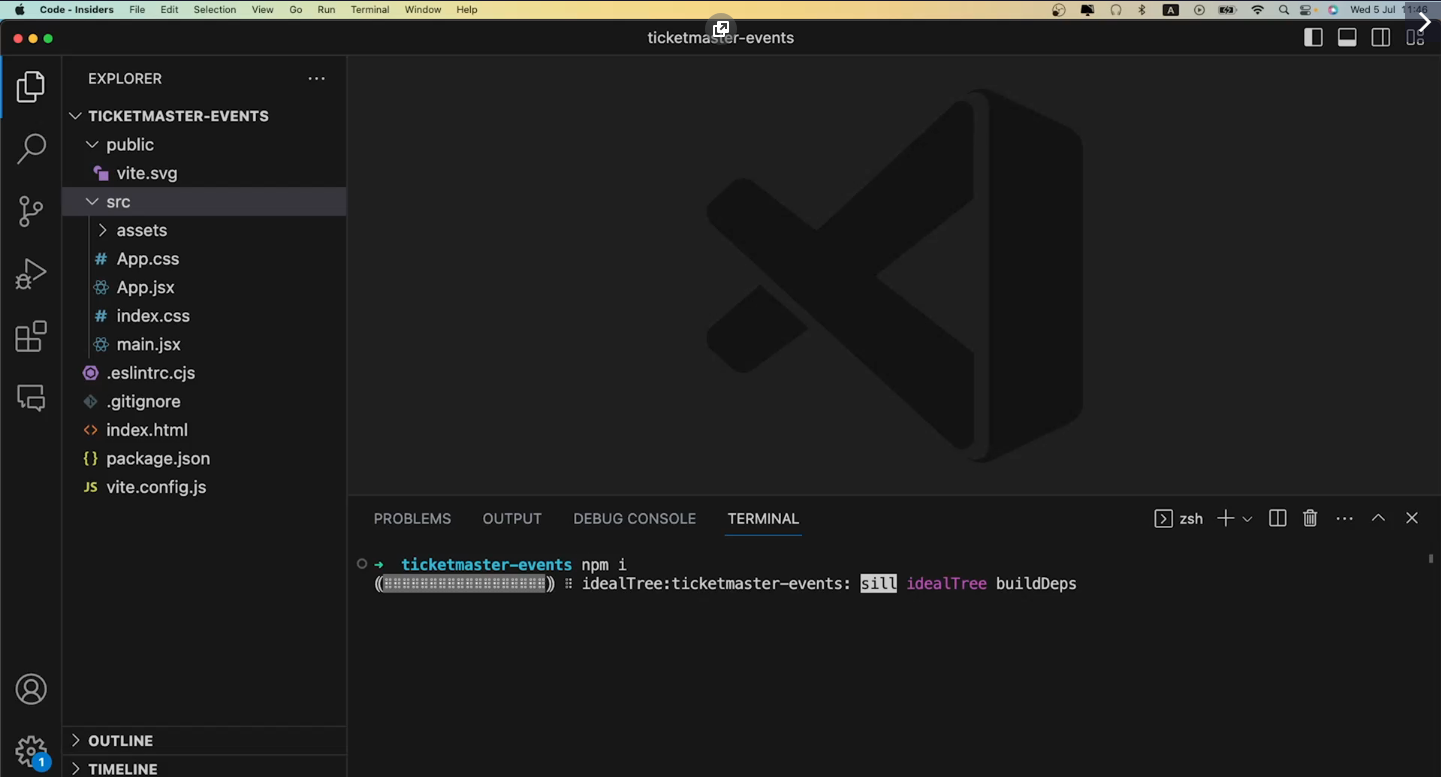 Code - Insiders File Edit Selection View Go Run Terminal Window Help A Wed 5 Jul 11:46
ticketmaster-events
EXPLORER
TICKETMASTER-EVENTS
public
vite.svg
src
assets
# App.css
App.jsx
# index.css
main.jsx
.eslintrc.cjs
.gitignore
<> index.html
{} package.json
JS vite.config.js
PROBLEMS OUTPUT DEBUG CONSOLE TERMINAL zsh
→ ticketmaster-events npm i
idealTree:ticketmaster-events: sill idealTree buildDeps
1
OUTLINE
TIMELINE